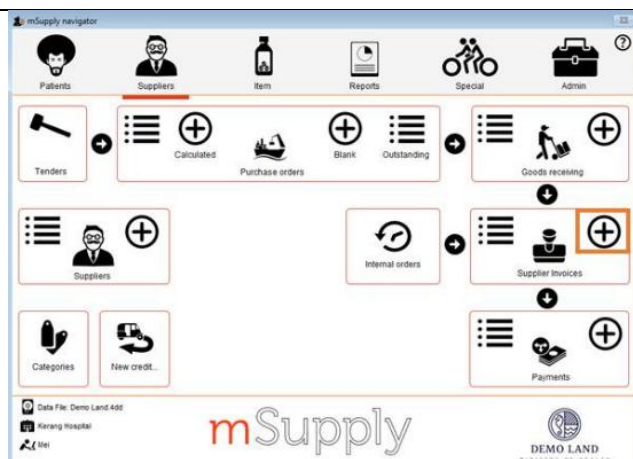 mSupply navigator
Patients
Suppliers
Item
Reports
Special
Admin
?
Tenders
Calculated
Blank
Outstanding
Purchase orders
Goods receiving
Suppliers
Internal orders
Supplier Invoices
Categories
New credit...
Payments
Data File: Demo Land.4dd
Kerang Hospital
Mei
mSupply
DEMO LAND